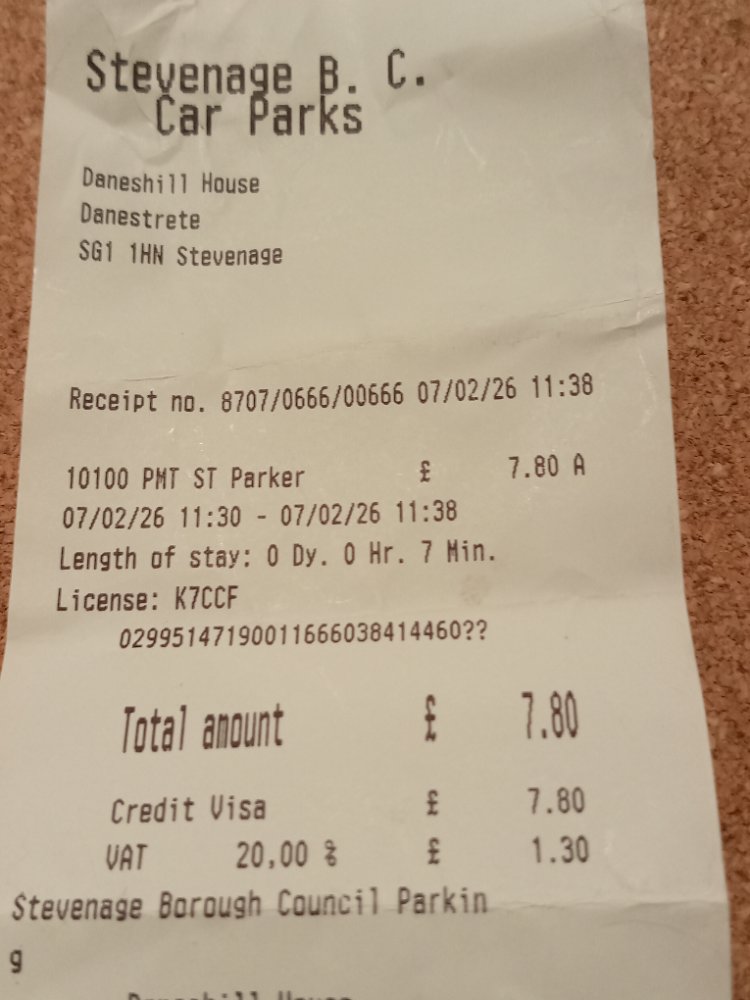 Stevenage B. C.
Car Parks
Daneshill House
Danestrete
SG1 1HN Stevenage
Receipt no. 8707/0666/00666 07/02/26 11:38
10100 PMT ST Parker £ 7.80 A
07/02/26 11:30 - 07/02/26 11:38
Length of stay: 0 Dy. 0 Hr. 7 Min.
License: K7CCF
02995147190011666038414460??
Total amount £ 7.80
Credit Visa £ 7.80
VAT 20,00 % £ 1.30
Stevenage Borough Council Parkin
g
Daneshill House